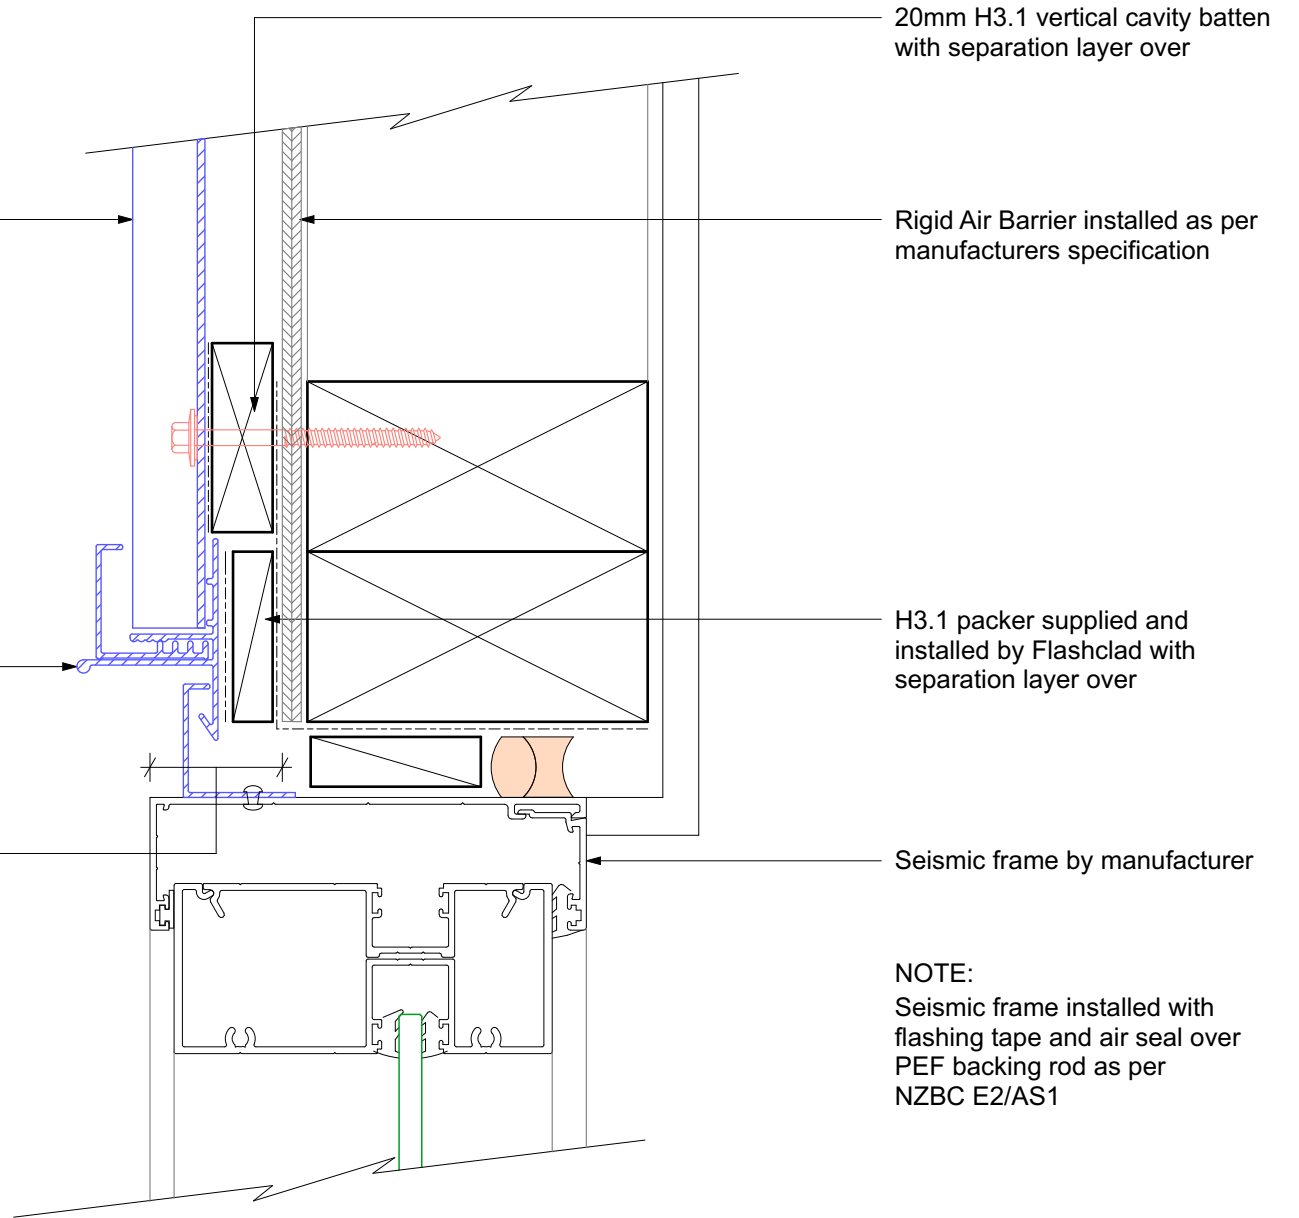 20mm H3.1 vertical cavity batten
with separation layer over
Rigid Air Barrier installed as per
manufacturers specification
H3.1 packer supplied and
installed by Flashclad with
separation layer over
Seismic frame by manufacturer
NOTE:
Seismic frame installed with
flashing tape and air seal over
PEF backing rod as per
NZBC E2/AS1